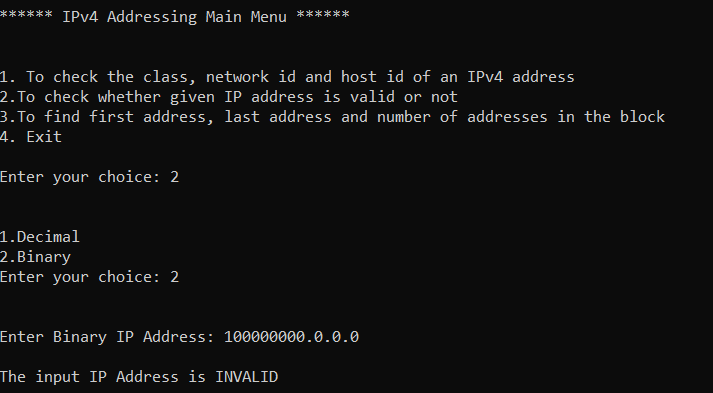 ****** IPv4 Addressing Main Menu ******
1. To check the class, network id and host id of an IPv4 address
2.To check whether given IP address is valid or not
3.To find first address, last address and number of addresses in the block
4. Exit
Enter your choice: 2
1.Decimal
2.Binary
Enter your choice: 2
Enter Binary IP Address: 100000000.0.0.0
The input IP Address is INVALID